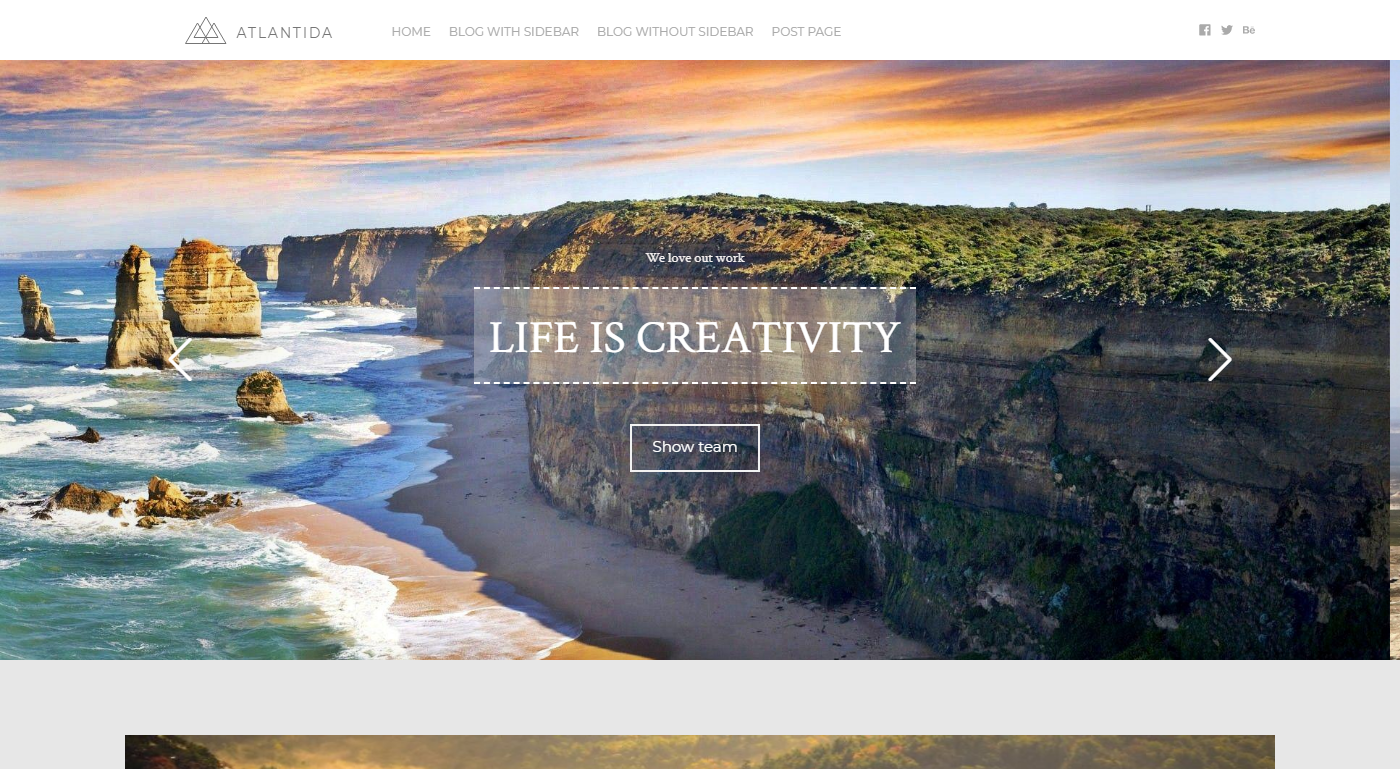 ATLANTIDA
HOME BLOG WITH SIDEBAR BLOG WITHOUT SIDEBAR POST PAGE
Bē
We love out work
LIFE IS CREATIVITY
Show team